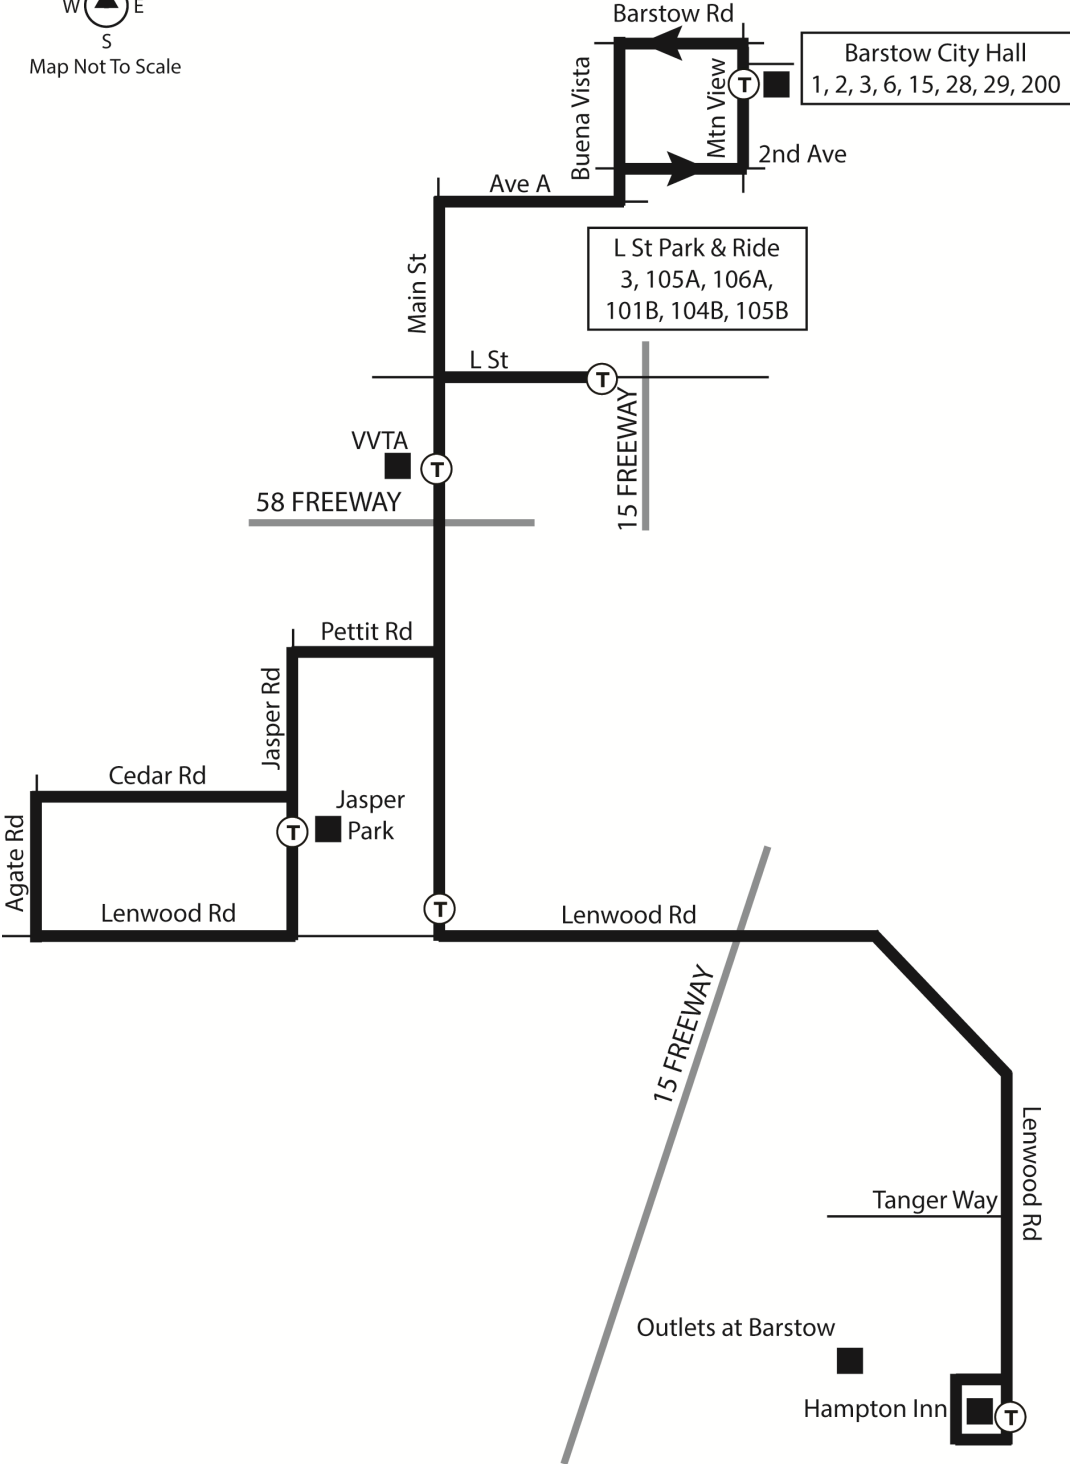 W E
S
Map Not To Scale
Barstow Rd
Buena Vista
Mtn View
T
Barstow City Hall
1, 2, 3, 6, 15, 28, 29, 200
2nd Ave
Ave A
Main St
L St Park & Ride
3, 105A, 106A,
101B, 104B, 105B
L St
T
15 FREEWAY
VVTA
T
58 FREEWAY
Pettit Rd
Jasper Rd
Cedar Rd
Jasper
Park
T
Agate Rd
Lenwood Rd
T
Lenwood Rd
15 FREEWAY
Lenwood Rd
Tanger Way
Outlets at Barstow
Hampton Inn
T